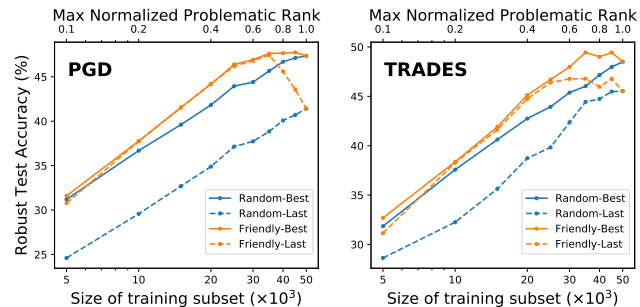 Max Normalized Problematic Rank
0.1 0.2 0.4 0.6 0.8 1.0
PGD
Robust Test Accuracy (%)
45
40
35
30
25
Random-Best
Random-Last
Friendly-Best
Friendly-Last
5 10 20 30 40 50
Size of training subset (×10³)
Max Normalized Problematic Rank
0.1 0.2 0.4 0.6 0.8 1.0
TRADES
50
45
40
35
30
Random-Best
Random-Last
Friendly-Best
Friendly-Last
5 10 20 30 40 50
Size of training subset (×10³)